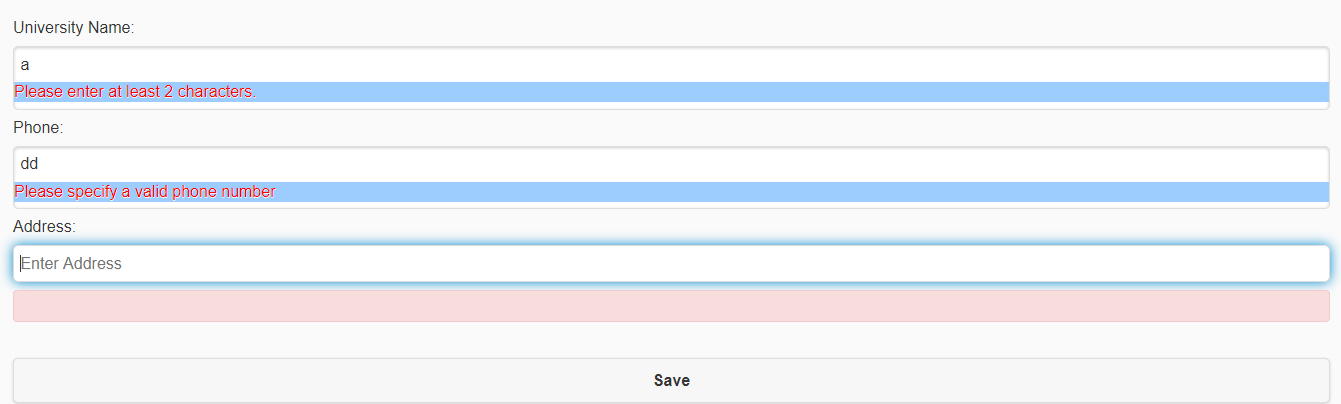 University Name:
a
Please enter at least 2 characters.
Phone:
dd
Please specify a valid phone number
Address:
Enter Address
Save